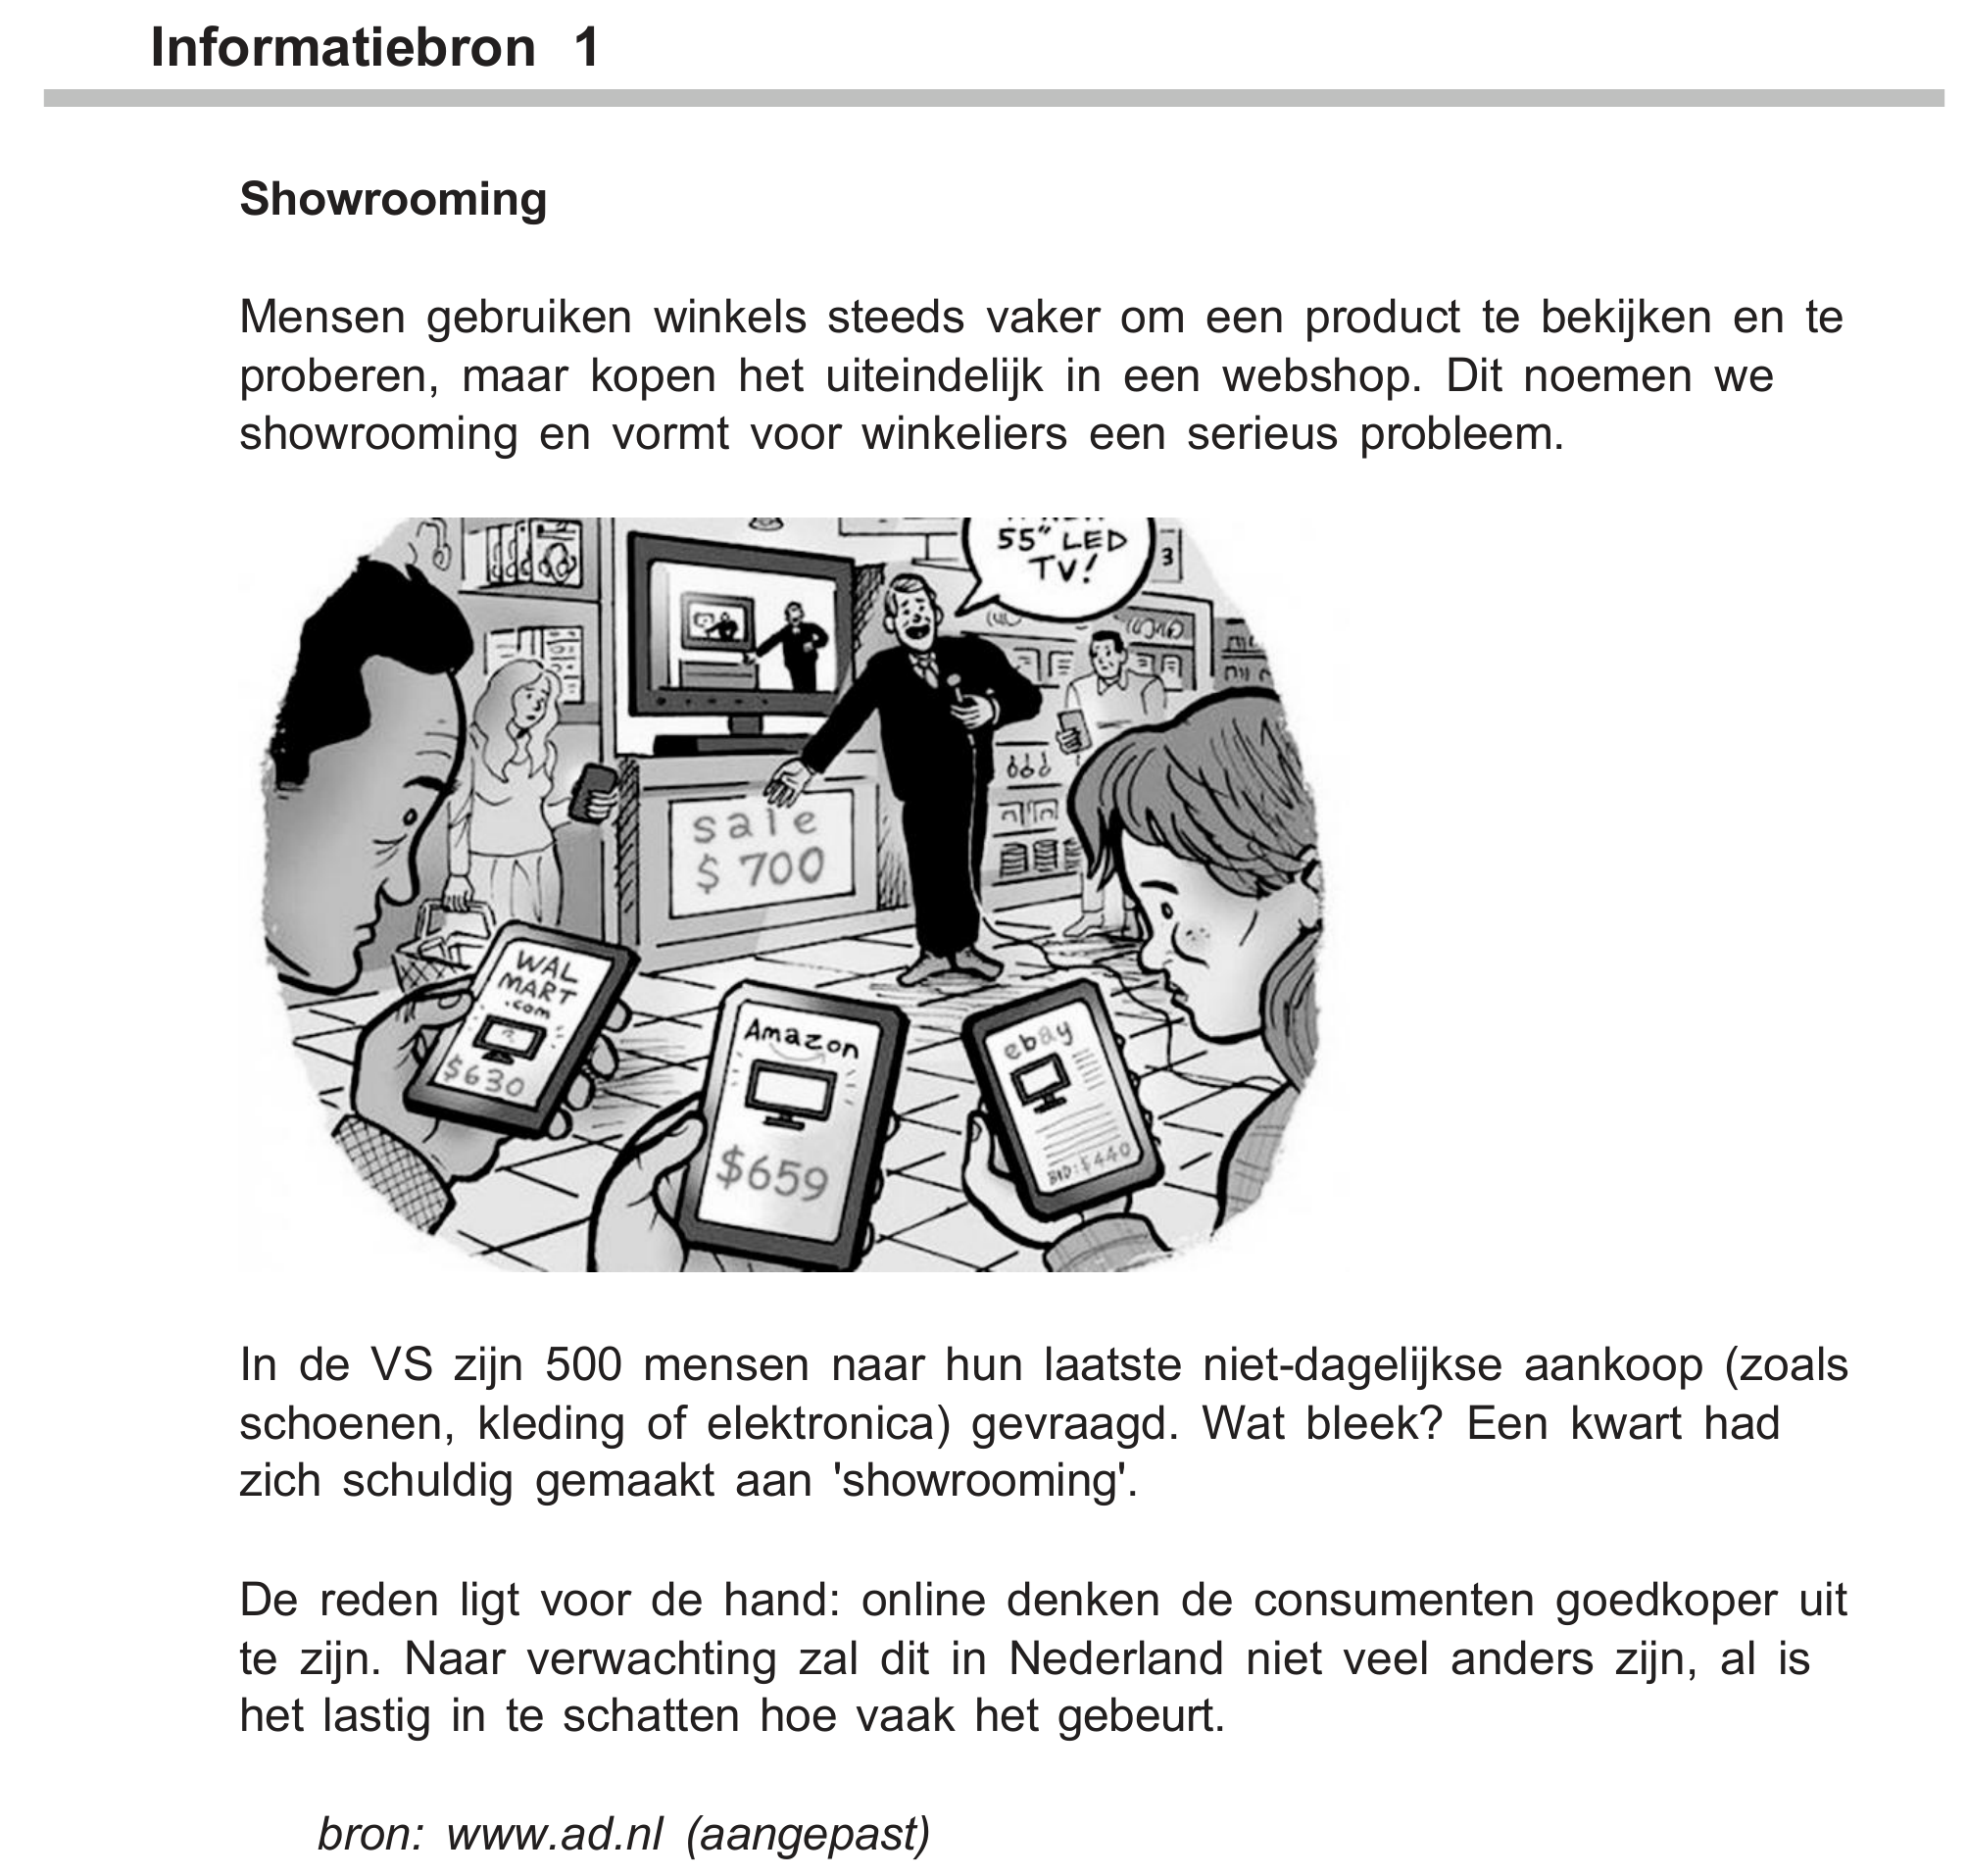 Informatiebron 1
Showrooming
Mensen gebruiken winkels steeds vaker om een product te bekijken en te
proberen, maar kopen het uiteindelijk in een webshop. Dit noemen we
showrooming en vormt voor winkeliers een serieus probleem.
55" LED
TV!
3
sale
$ 700
WAL
MART
.com
$630
Amazon
$659
ebay
BID: $440
In de VS zijn 500 mensen naar hun laatste niet-dagelijkse aankoop (zoals
schoenen, kleding of elektronica) gevraagd. Wat bleek? Een kwart had
zich schuldig gemaakt aan 'showrooming'.
De reden ligt voor de hand: online denken de consumenten goedkoper uit
te zijn. Naar verwachting zal dit in Nederland niet veel anders zijn, al is
het lastig in te schatten hoe vaak het gebeurt.
bron: www.ad.nl (aangepast)